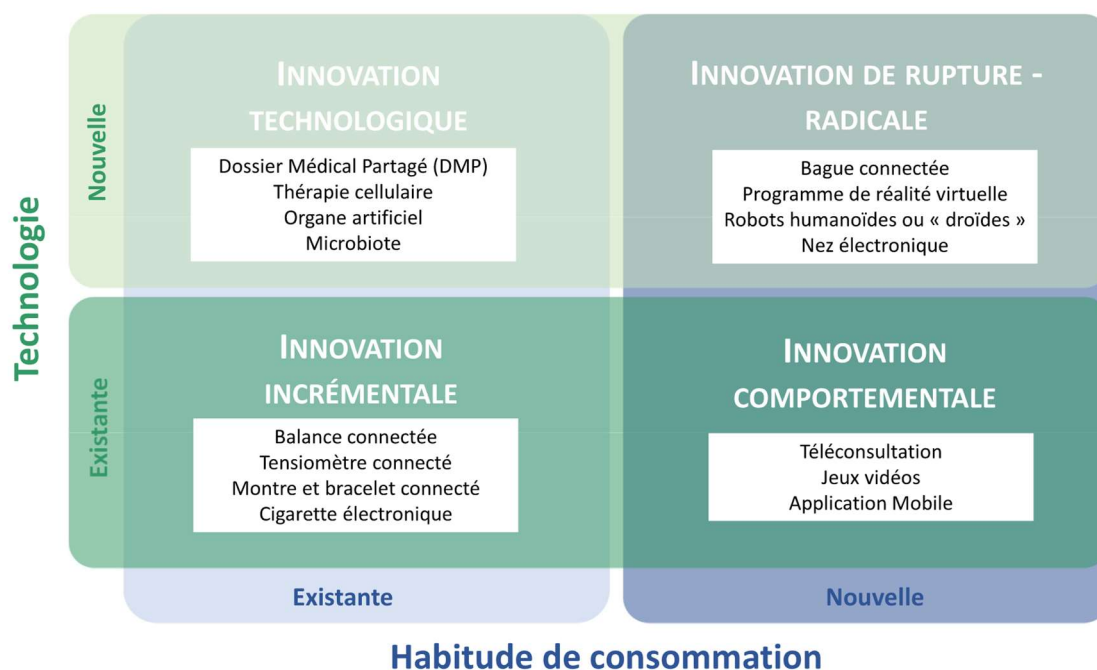 Technologie
Nouvelle
INNOVATION
TECHNOLOGIQUE
Dossier Médical Partagé (DMP)
Thérapie cellulaire
Organe artificiel
Microbiote
INNOVATION DE RUPTURE -
RADICALE
Bague connectée
Programme de réalité virtuelle
Robots humanoïdes ou « droïdes »
Nez électronique
Existante
INNOVATION
INCRÉMENTALE
Balance connectée
Tensiomètre connecté
Montre et bracelet connecté
Cigarette électronique
INNOVATION
COMPORTEMENTALE
Téléconsultation
Jeux vidéos
Application Mobile
Existante
Nouvelle
Habitude de consommation